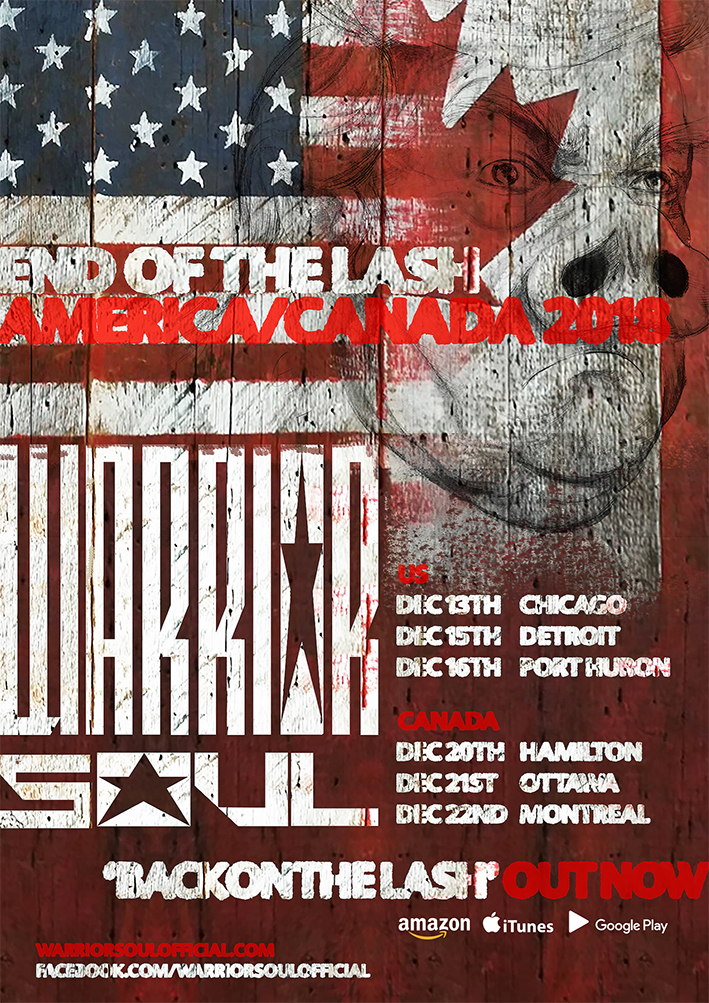 END OF THE LASH
AMERICA/CANADA 2018
WARRIOR
SOUL
US
DEC 13TH CHICAGO
DEC 15TH DETROIT
DEC 16TH PORT HURON
CANADA
DEC 20TH HAMILTON
DEC 21ST OTTAWA
DEC 22ND MONTREAL
"BACK ON THE LASH" OUT NOW
amazon iTunes Google Play
WARRIORSOULOFFICIAL.COM
FACEBOOK.COM/WARRIORSOULOFFICIAL